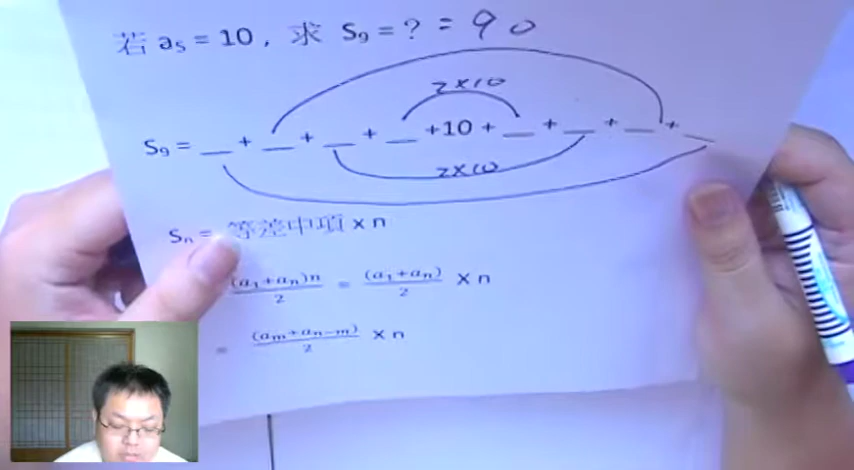 若 a₅ = 10 , 求 S₉ = ? = 90
2×10
S₉ = __ + __ + __ + __ +10 + __ + __ + __ + __
2×10
Sₙ = 等差中項 × n
(a₁+aₙ)n / 2 = (a₁+aₙ) / 2 × n
= (aₘ+aₙ₋ₘ) / 2 × n